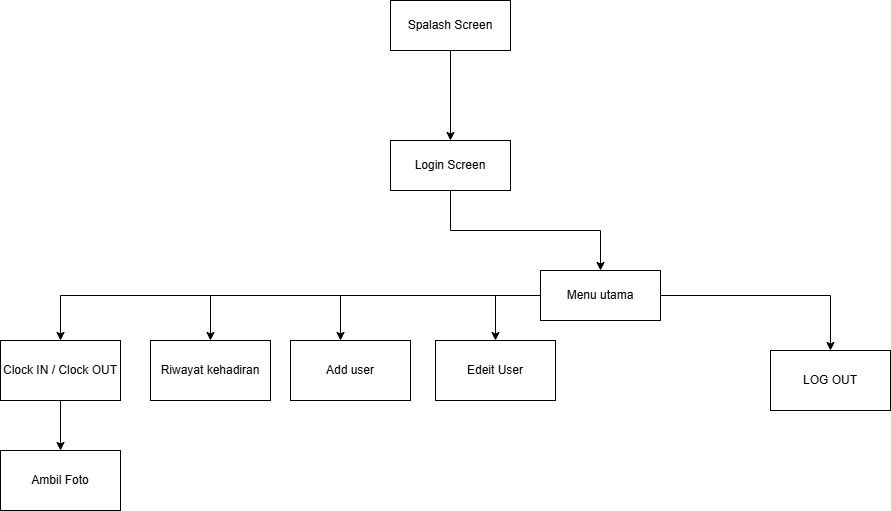 Spalash Screen
Login Screen
Menu utama
Clock IN / Clock OUT
Riwayat kehadiran
Add user
Edeit User
LOG OUT
Ambil Foto